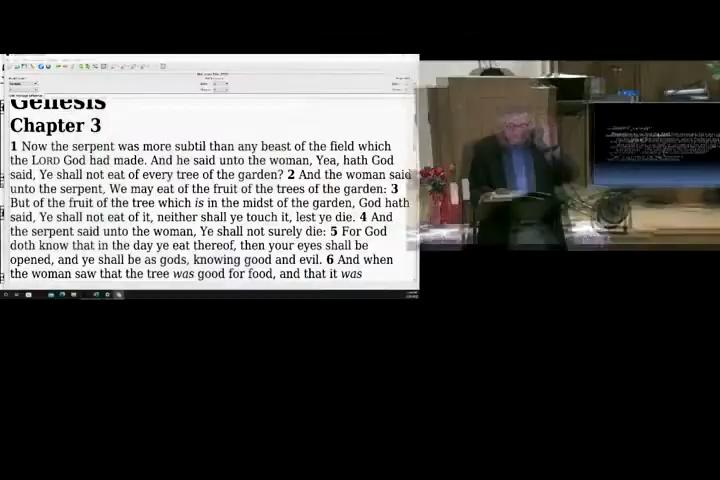 Genesis
Chapter 3
1 Now the serpent was more subtil than any beast of the field which
the LORD God had made. And he said unto the woman, Yea, hath God
said, Ye shall not eat of every tree of the garden? 2 And the woman said
unto the serpent, We may eat of the fruit of the trees of the garden: 3
But of the fruit of the tree which is in the midst of the garden, God hath
said, Ye shall not eat of it, neither shall ye touch it, lest ye die. 4 And
the serpent said unto the woman, Ye shall not surely die: 5 For God
doth know that in the day ye eat thereof, then your eyes shall be
opened, and ye shall be as gods, knowing good and evil. 6 And when
the woman saw that the tree was good for food, and that it was